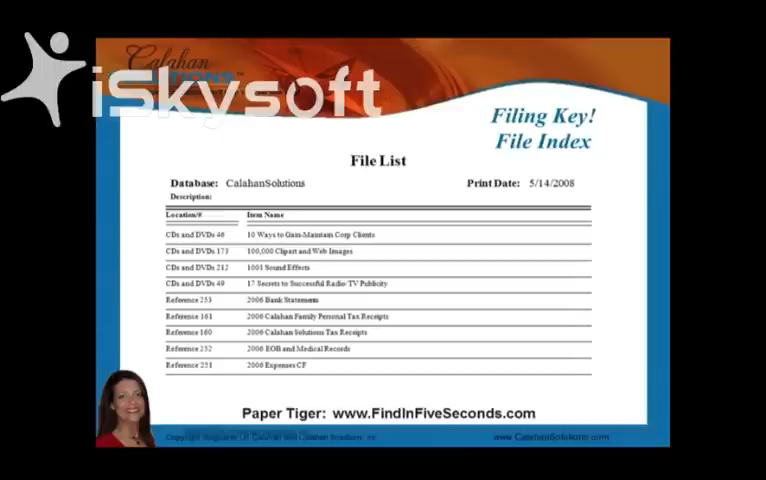 Calahan
SOLUTIONS
iSkysoft
Filing Key!
File Index
File List
Database: CalahanSolutions
Print Date: 5/14/2008
Description:
Location/# Item Name
CDs and DVDs 46 10 Ways to Gain-Maintain Corp Clients
CDs and DVDs 173 100,000 Clipart and Web Images
CDs and DVDs 212 1001 Sound Effects
CDs and DVDs 49 17 Secrets to Successful Radio/TV Publicity
Reference 253 2006 Bank Statements
Reference 161 2006 Calahan Family Personal Tax Receipts
Reference 160 2006 Calahan Solutions Tax Receipts
Reference 252 2006 EOB and Medical Records
Reference 251 2006 Expenses CF
Paper Tiger: www.FindInFiveSeconds.com
www.CalahanSolutions.com